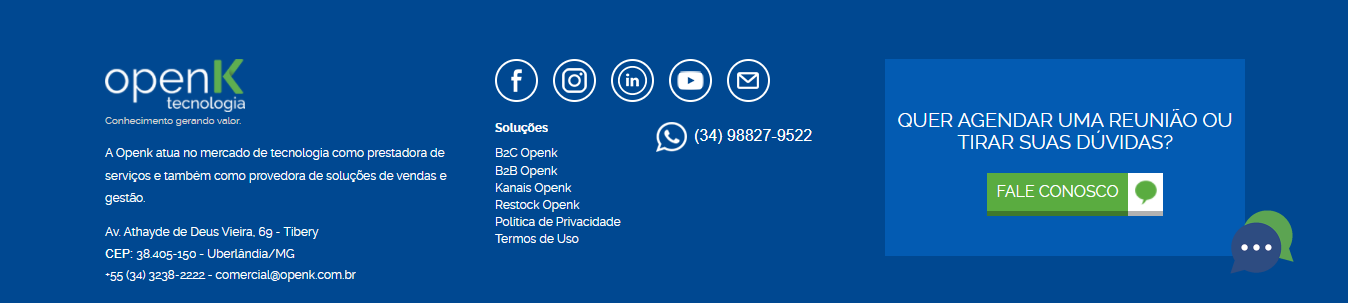 openK
tecnologia
Conhecimento gerando valor.
A Openk atua no mercado de tecnologia como prestadora de
serviços e também como provedora de soluções de vendas e
gestão.
Av. Athayde de Deus Vieira, 69 - Tibery
CEP: 38.405-150 - Uberlândia/MG
+55 (34) 3238-2222 - comercial@openk.com.br
f
in
Soluções
B2C Openk
B2B Openk
Kanais Openk
Restock Openk
Política de Privacidade
Termos de Uso
(34) 98827-9522
QUER AGENDAR UMA REUNIÃO OU
TIRAR SUAS DÚVIDAS?
FALE CONOSCO